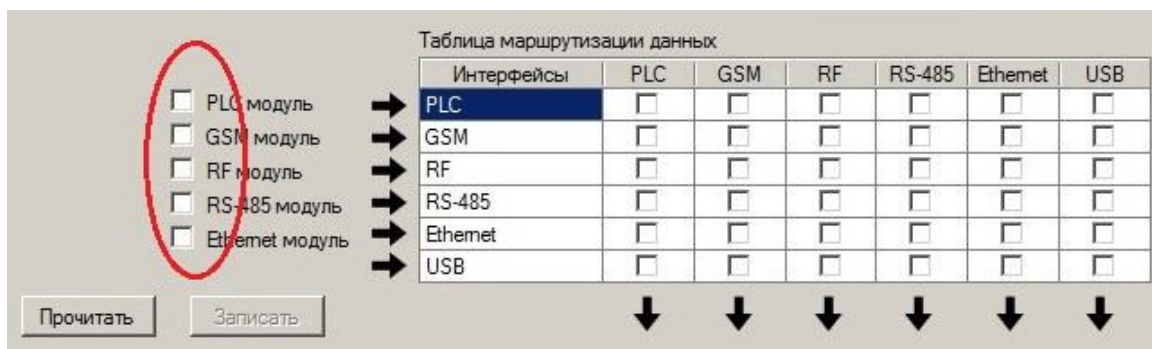 Таблица маршрутизации данных
Интерфейсы PLC GSM RF RS-485 Ethernet USB
PLC модуль PLC
GSM модуль GSM
RF модуль RF
RS-485 модуль RS-485
Ethernet модуль Ethernet
USB
Прочитать Записать